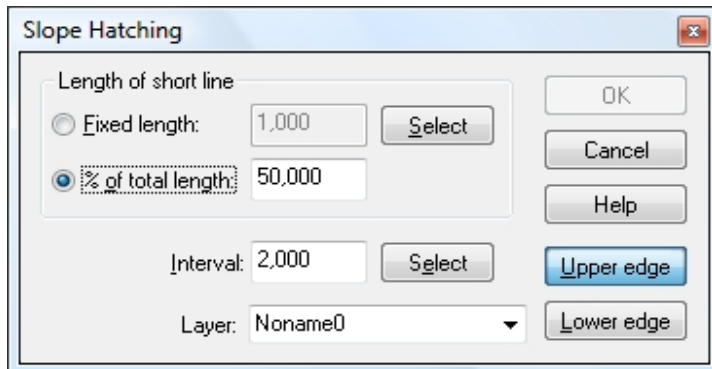 Slope Hatching
Length of short line
Fixed length: 1,000 Select
% of total length: 50,000
Interval: 2,000 Select
Layer: Noname0
OK
Cancel
Help
Upper edge
Lower edge